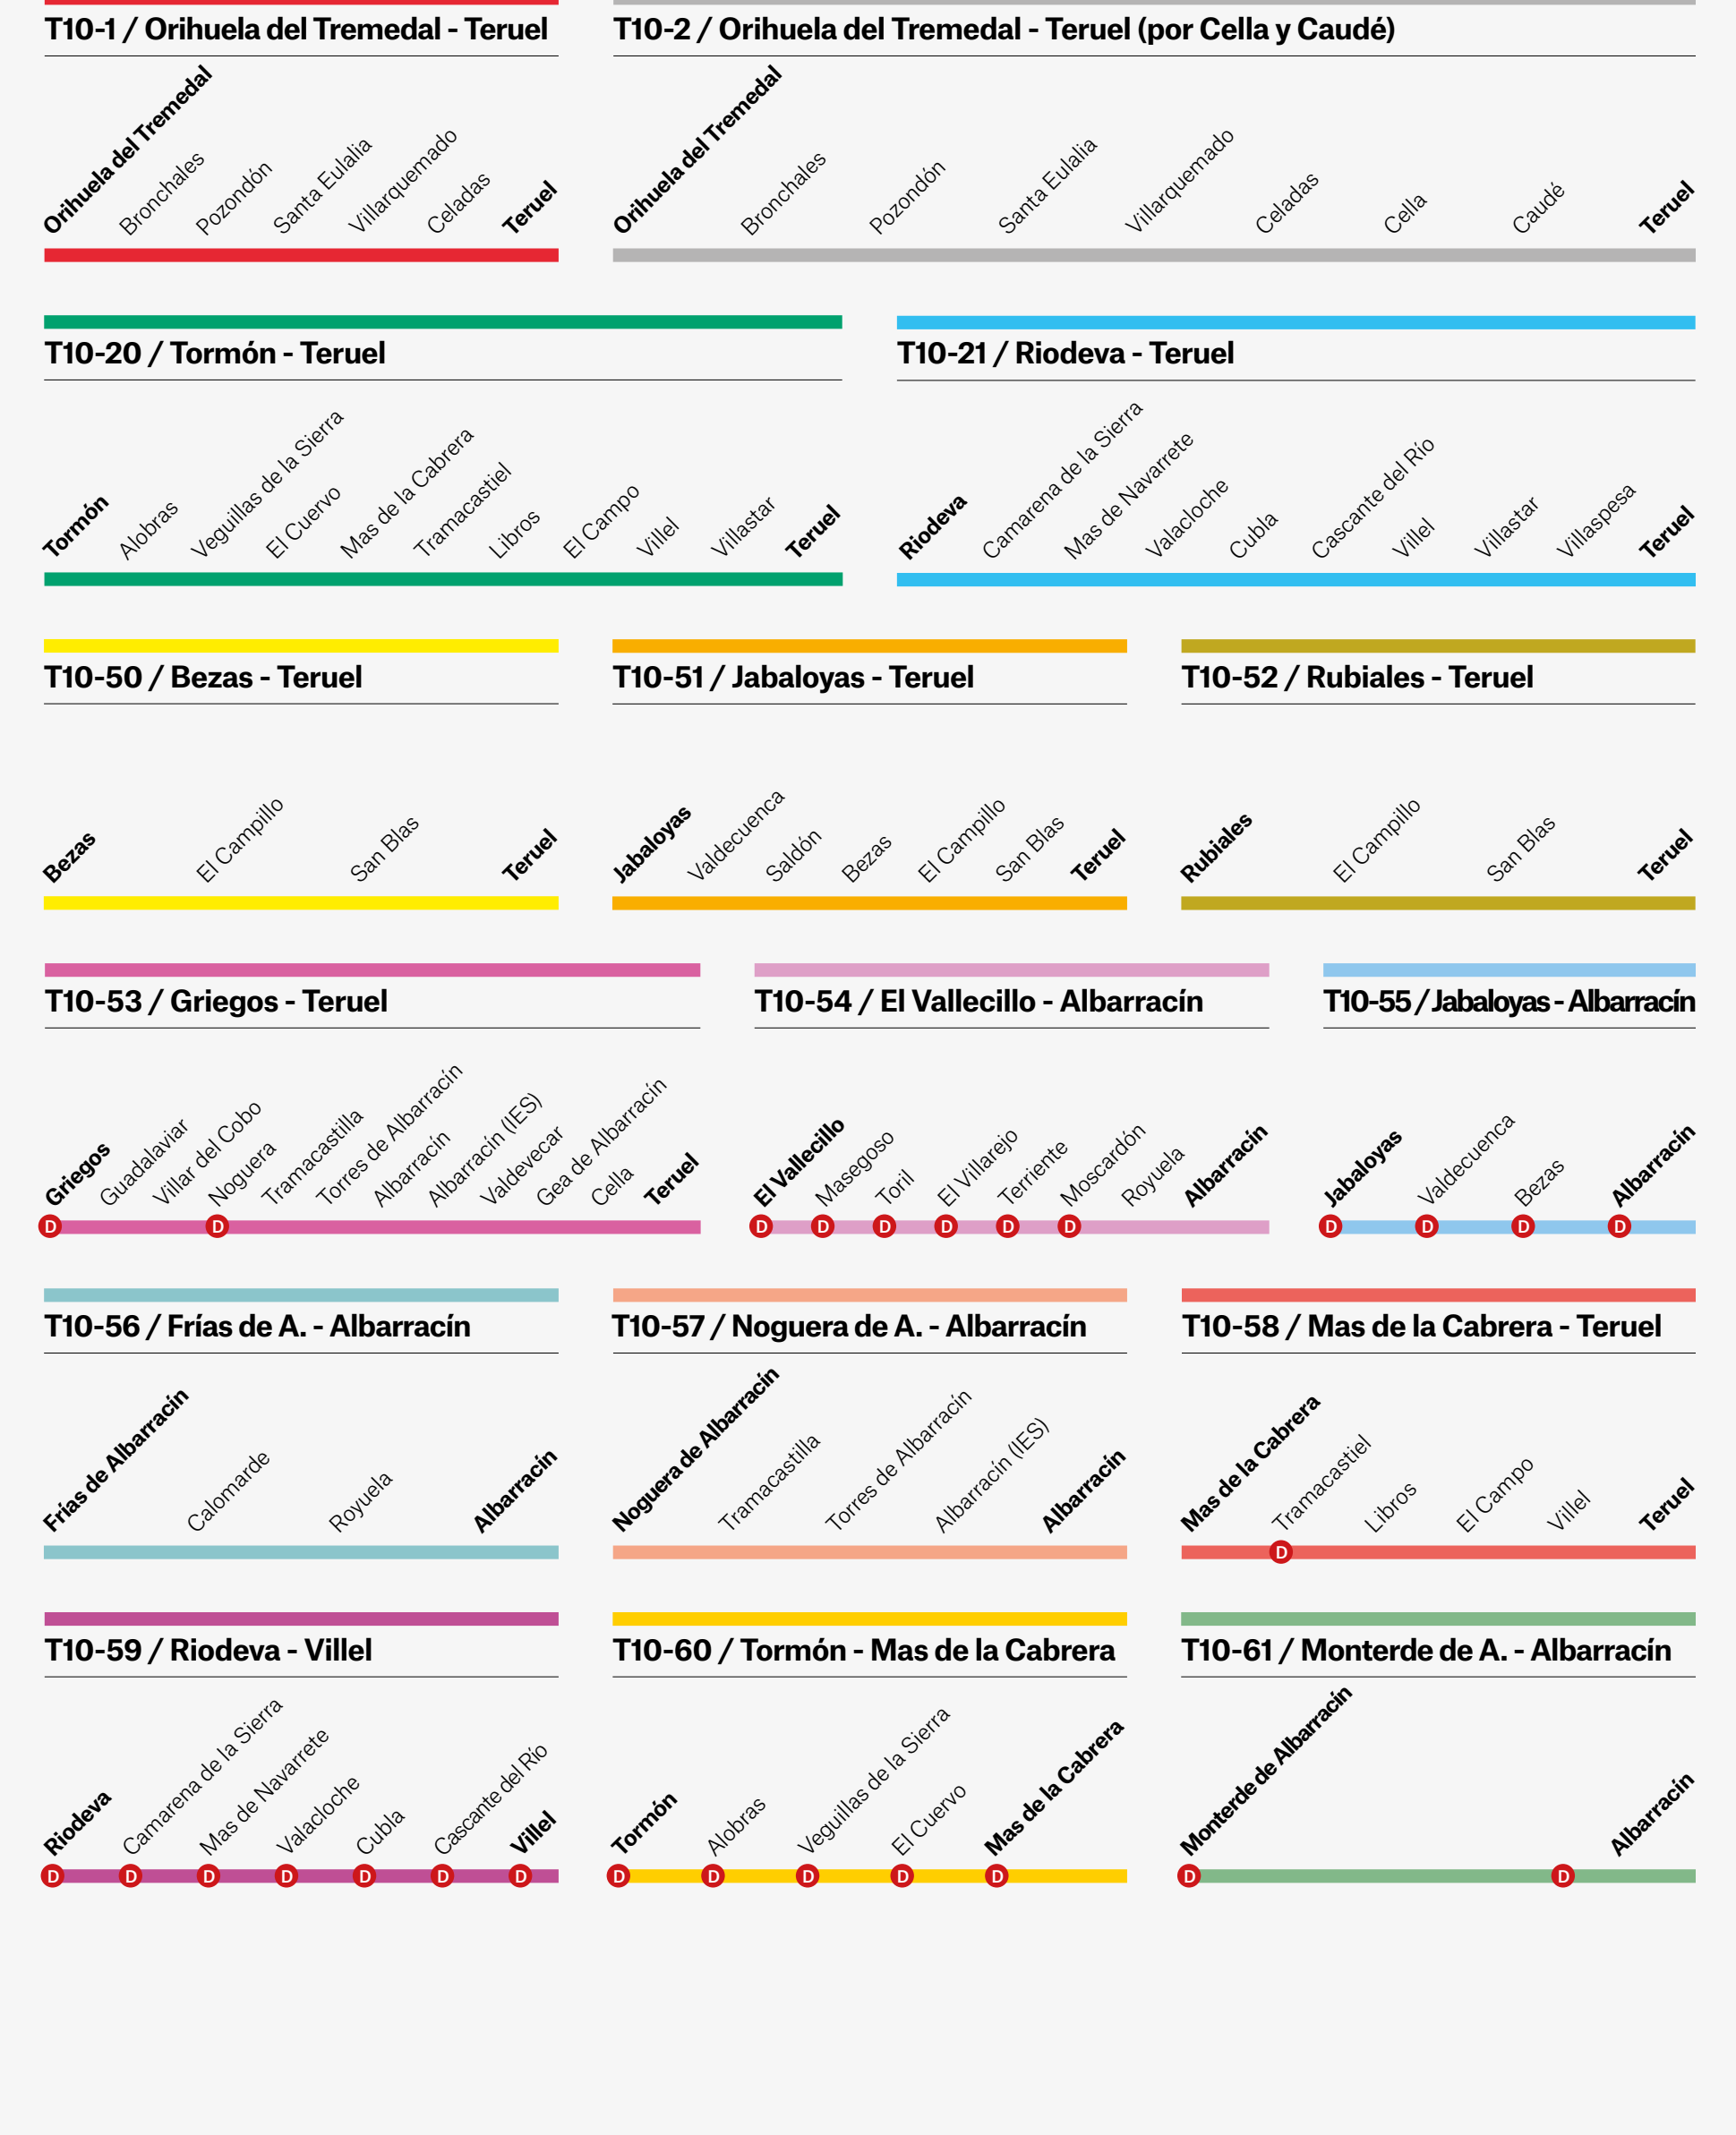 T10-1 / Orihuela del Tremedal - Teruel
Orihuela del Tremedal
Bronchales
Pozondón
Santa Eulalia
Villarquemado
Celadas
Teruel
T10-2 / Orihuela del Tremedal - Teruel (por Cella y Caudé)
Orihuela del Tremedal
Bronchales
Pozondón
Santa Eulalia
Villarquemado
Celadas
Cella
Caudé
Teruel
T10-20 / Tormón - Teruel
Tormón
Alobras
Veguillas de la Sierra
El Cuervo
Mas de la Cabrera
Tramacastiel
Libros
El Campo
Villel
Villastar
Teruel
T10-21 / Riodeva - Teruel
Riodeva
Camarena de la Sierra
Mas de Navarrete
Valacloche
Cubla
Cascante del Río
Villel
Villastar
Villaspesa
Teruel
T10-50 / Bezas - Teruel
Bezas
El Campillo
San Blas
Teruel
T10-51 / Jabaloyas - Teruel
Jabaloyas
Valdecuenca
Saldón
Bezas
El Campillo
San Blas
Teruel
T10-52 / Rubiales - Teruel
Rubiales
El Campillo
San Blas
Teruel
T10-53 / Griegos - Teruel
Griegos
Guadalaviar
Villar del Cobo
Noguera
Tramacastilla
Torres de Albarracín
Albarracín
Albarracín (IES)
Valdevecar
Gea de Albarracín
Cella
Teruel
D
D
T10-54 / El Vallecillo - Albarracín
El Vallecillo
Masegoso
Toril
El Villarejo
Terriente
Moscardón
Royuela
Albarracín
D
D
D
D
D
D
T10-55 / Jabaloyas - Albarracín
Jabaloyas
Valdecuenca
Bezas
Albarracín
D
D
D
D
T10-56 / Frías de A. - Albarracín
Frías de Albarracín
Calomarde
Royuela
Albarracín
T10-57 / Noguera de A. - Albarracín
Noguera de Albarracín
Tramacastilla
Torres de Albarracín
Albarracín (IES)
Albarracín
T10-58 / Mas de la Cabrera - Teruel
Mas de la Cabrera
Tramacastiel
Libros
El Campo
Villel
Teruel
D
T10-59 / Riodeva - Villel
Riodeva
Camarena de la Sierra
Mas de Navarrete
Valacloche
Cubla
Cascante del Río
Villel
D
D
D
D
D
D
D
T10-60 / Tormón - Mas de la Cabrera
Tormón
Alobras
Veguillas de la Sierra
El Cuervo
Mas de la Cabrera
D
D
D
D
D
T10-61 / Monterde de A. - Albarracín
Monterde de Albarracín
Albarracín
D
D